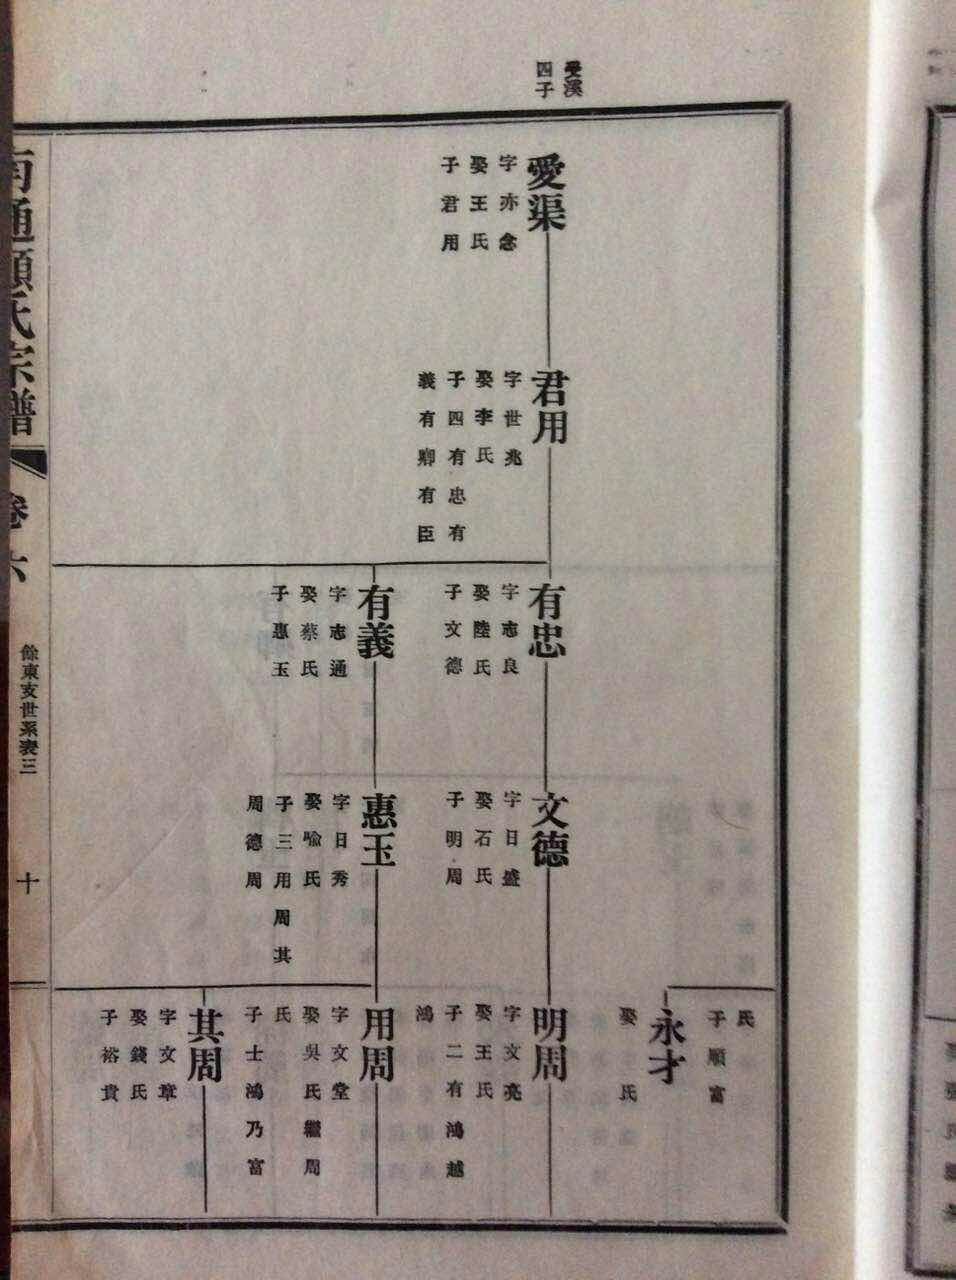 受溪
四子
愛渠
字亦念
娶王氏
子君用
君用
字世兆
娶李氏
子四有忠有
義有卿有臣
有忠
字志良
娶陸氏
子文德
有義
字志通
娶蔡氏
子惠玉
文德
字日盛
娶石氏
子明周
惠玉
字日秀
娶喩氏
子三用周其
周德周
氏
子順富
永才
娶氏
明周
字文亮
娶王氏
子二有鴻越
鴻
用周
字文堂
娶吳氏繼周
氏
子士鴻乃富
其周
字文章
娶錢氏
子裕貴
南通顧氏宗譜
卷六
餘東支世系表三
十